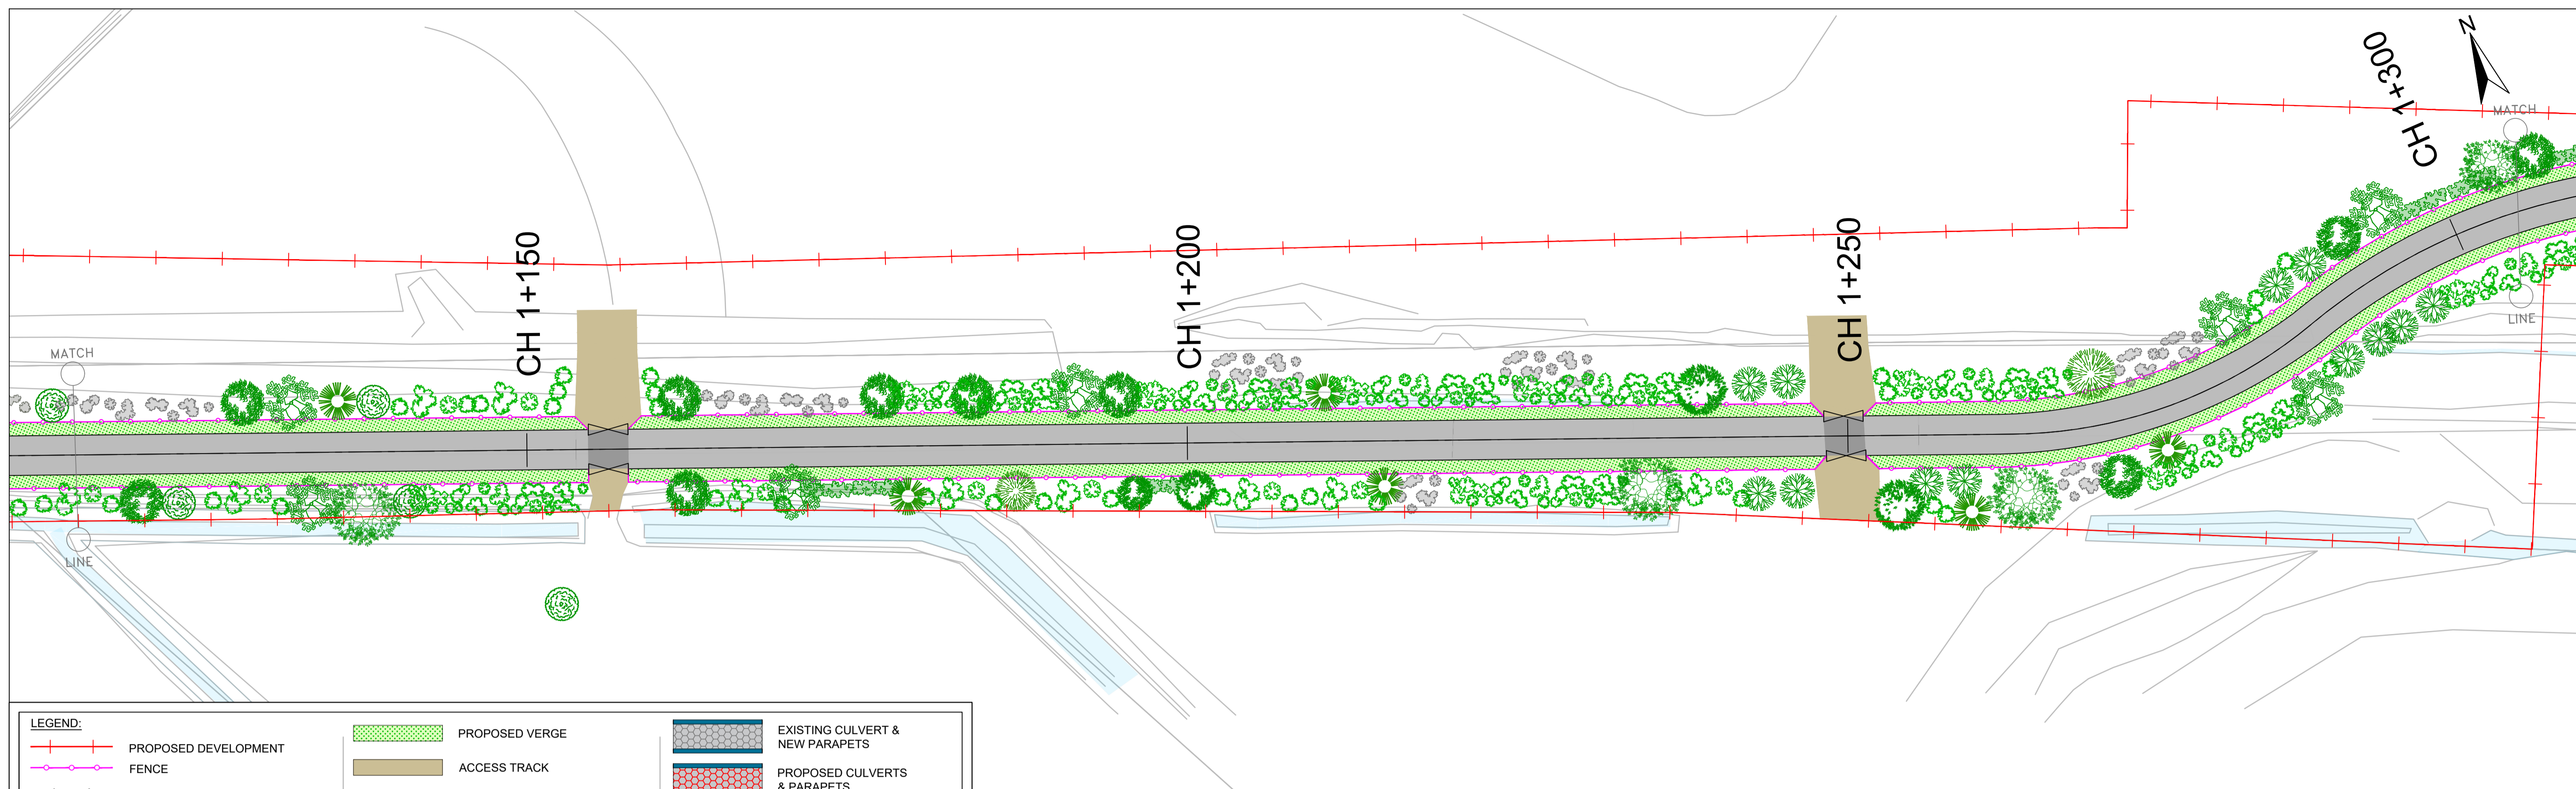 N
CH 1+300
MATCH
CH 1+250
CH 1+200
CH 1+150
LINE
MATCH
LINE
LEGEND:
PROPOSED DEVELOPMENT
FENCE
PROPOSED VERGE
ACCESS TRACK
EXISTING CULVERT &
NEW PARAPETS
PROPOSED CULVERTS
& PARAPETS